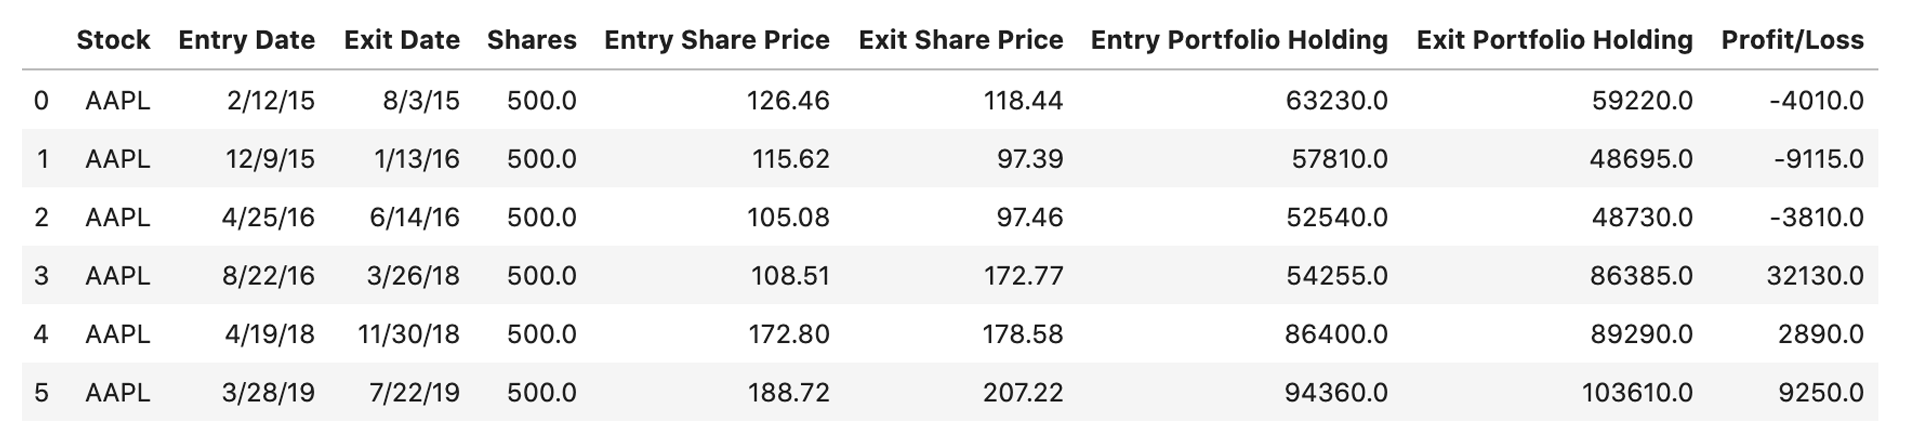 Stock Entry Date Exit Date Shares Entry Share Price Exit Share Price Entry Portfolio Holding Exit Portfolio Holding Profit/Loss
0 AAPL 2/12/15 8/3/15 500.0 126.46 118.44 63230.0 59220.0 -4010.0
1 AAPL 12/9/15 1/13/16 500.0 115.62 97.39 57810.0 48695.0 -9115.0
2 AAPL 4/25/16 6/14/16 500.0 105.08 97.46 52540.0 48730.0 -3810.0
3 AAPL 8/22/16 3/26/18 500.0 108.51 172.77 54255.0 86385.0 32130.0
4 AAPL 4/19/18 11/30/18 500.0 172.80 178.58 86400.0 89290.0 2890.0
5 AAPL 3/28/19 7/22/19 500.0 188.72 207.22 94360.0 103610.0 9250.0